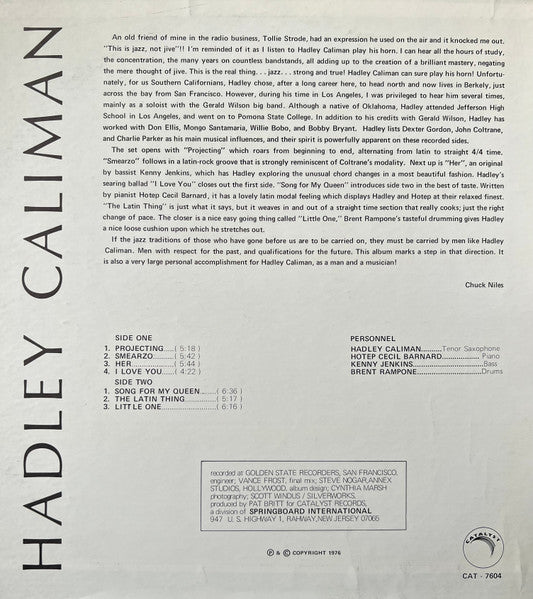 HADLEY CALIMAN
An old friend of mine in the radio business, Tollie Strode, had an expression he used on the air and it knocked me out.
"This is jazz, not jive"!! I'm reminded of it as I listen to Hadley Caliman play his horn. I can hear all the hours of study,
the concentration, the many years on countless bandstands, all adding up to the creation of a brilliant mastery, negating
the mere thought of jive. This is the real thing. . .jazz. . .strong and true! Hadley Caliman can sure play his horn! Unfortu-
nately, for us Southern Californians, Hadley chose, after a long career here, to head north and now lives in Berkely, just
across the bay from San Francisco. However, during his time in Los Angeles, I was privileged to hear him several times,
mainly as a soloist with the Gerald Wilson big band. Although a native of Oklahoma, Hadley attended Jefferson High
School in Los Angeles, and went on to Pomona State College. In addition to his credits with Gerald Wilson, Hadley has
worked with Don Ellis, Mongo Santamaria, Willie Bobo, and Bobby Bryant. Hadley lists Dexter Gordon, John Coltrane,
and Charlie Parker as his main musical influences, and their spirit is powerfully apparent on these recorded sides.
The set opens with "Projecting" which roars from beginning to end, alternating from latin to straight 4/4 time.
"Smearzo" follows in a latin-rock groove that is strongly reminiscent of Coltrane's modality. Next up is "Her", an original
by bassist Kenny Jenkins, which has Hadley exploring the unusual chord changes in a most beautiful fashion. Hadley's
searing ballad "I Love You" closes out the first side. "Song for My Queen" introduces side two in the best of taste. Written
by pianist Hotep Cecil Barnard, it has a lovely latin modal feeling which displays Hadley and Hotep at their relaxed finest.
"The Latin Thing" is just what it says, but it weaves in and out of a straight time section that really cooks; just the right
change of pace. The closer is a nice easy going thing called "Little One," Brent Rampone's tasteful drumming gives Hadley
a nice loose cushion upon which he stretches out.
If the jazz traditions of those who have gone before us are to be carried on, they must be carried by men like Hadley
Caliman. Men with respect for the past, and qualifications for the future. This album marks a step in that direction. It
is also a very large personal accomplishment for Hadley Caliman, as a man and a musician!
Chuck Niles
SIDE ONE
1. PROJECTING.....( 5:18 )
2. SMEARZO.......( 5:42 )
3. HER...............( 5:44 )
4. I LOVE YOU.....( 4:22 )
SIDE TWO
1. SONG FOR MY QUEEN.......( 6:36 )
2. THE LATIN THING.............( 5:17 )
3. LITTLE ONE......................( 6:16 )
PERSONNEL
HADLEY CALIMAN........Tenor Saxophone
HOTEP CECIL BARNARD.................. Piano
KENNY JENKINS...............................Bass
BRENT RAMPONE............................Drums
recorded at GOLDEN STATE RECORDERS, SAN FRANCISCO,
engineer; VANCE FROST, final mix; STEVE NOGAR,ANNEX
STUDIOS, HOLLYWOOD, album design; CYNTHIA MARSH
photography; SCOTT WINDUS / SILVERWORKS,
produced by PAT BRITT for CATALYST RECORDS,
a division of SPRINGBOARD INTERNATIONAL
947 U. S. HIGHWAY 1, RAHWAY,NEW JERSEY 07065
Ⓟ & © COPYRIGHT 1976
CATALYST
CAT - 7604